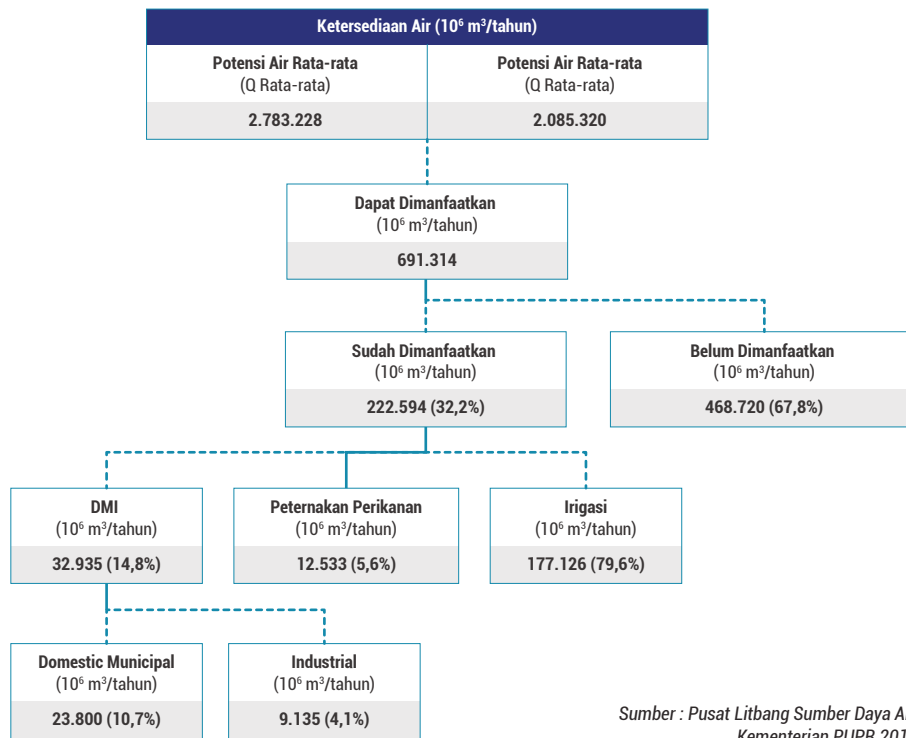 Ketersediaan Air (10⁶ m³/tahun)
Potensi Air Rata-rata
(Q Rata-rata)
2.783.228
Potensi Air Rata-rata
(Q Rata-rata)
2.085.320
Dapat Dimanfaatkan
(10⁶ m³/tahun)
691.314
Sudah Dimanfaatkan
(10⁶ m³/tahun)
222.594 (32,2%)
Belum Dimanfaatkan
(10⁶ m³/tahun)
468.720 (67,8%)
DMI
(10⁶ m³/tahun)
32.935 (14,8%)
Peternakan Perikanan
(10⁶ m³/tahun)
12.533 (5,6%)
Irigasi
(10⁶ m³/tahun)
177.126 (79,6%)
Domestic Municipal
(10⁶ m³/tahun)
23.800 (10,7%)
Industrial
(10⁶ m³/tahun)
9.135 (4,1%)
Sumber : Pusat Litbang Sumber Daya
Kementerian PUPR